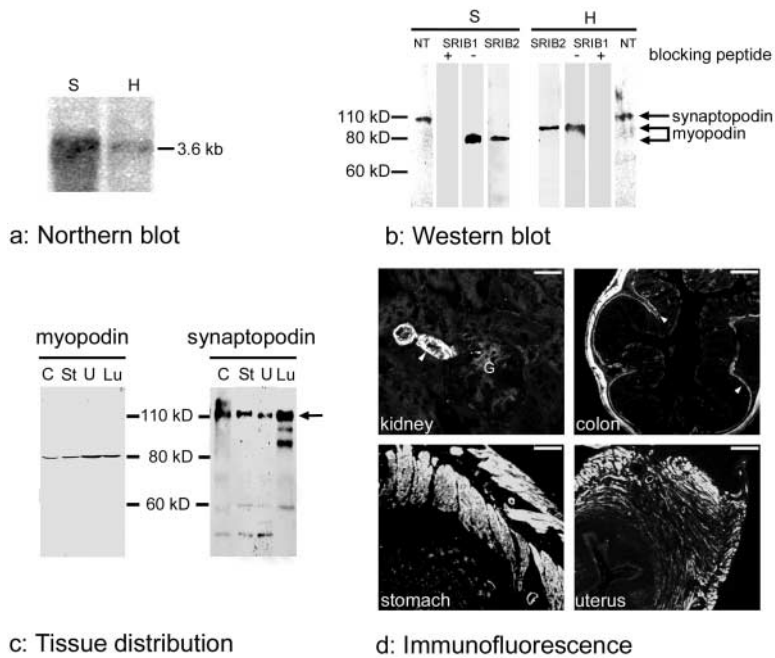 S H
3.6 kb
a: Northern blot
S H
NT SRIB1 SRIB2 SRIB2 SRIB1 NT
+ - - + blocking peptide
110 kD
80 kD
60 kD
synaptopodin
myopodin
b: Western blot
myopodin synaptopodin
C St U Lu C St U Lu
110 kD
80 kD
60 kD
c: Tissue distribution
G
kidney
colon
stomach
uterus
d: Immunofluorescence